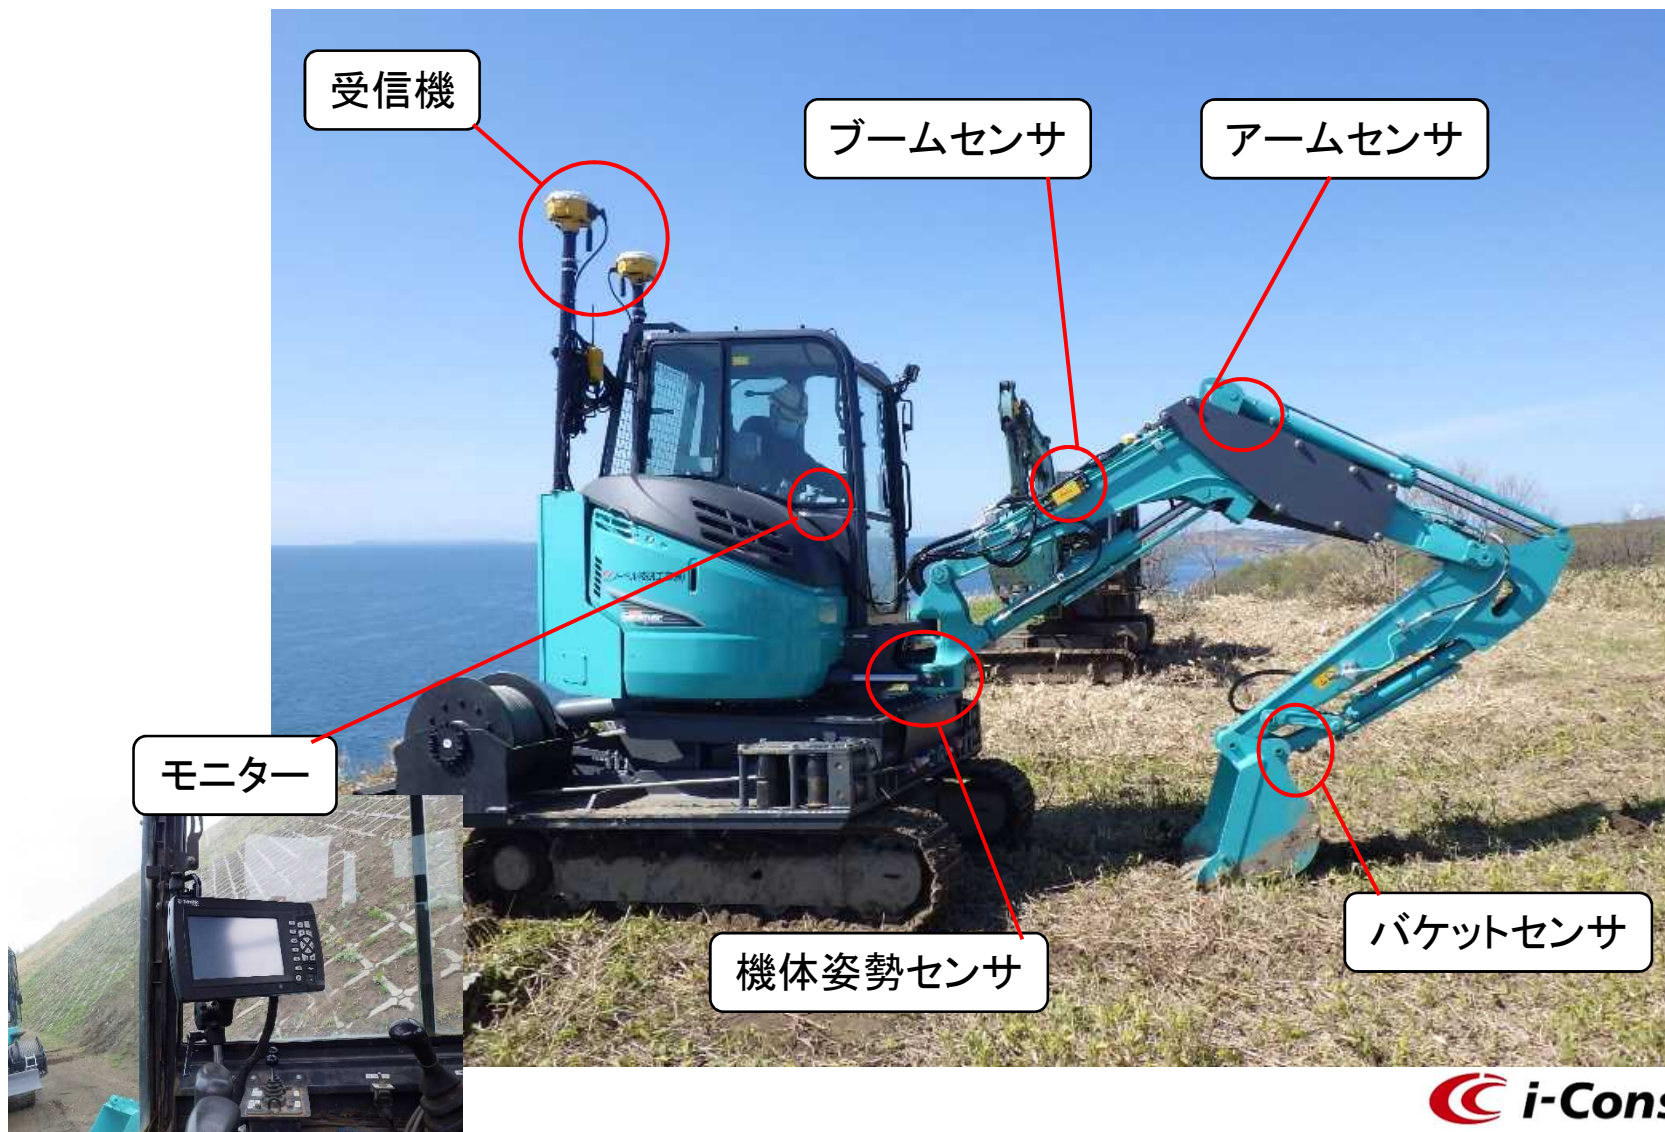 受信機
ブームセンサ
アームセンサ
モニター
機体姿勢センサ
バケットセンサ
i-Cons